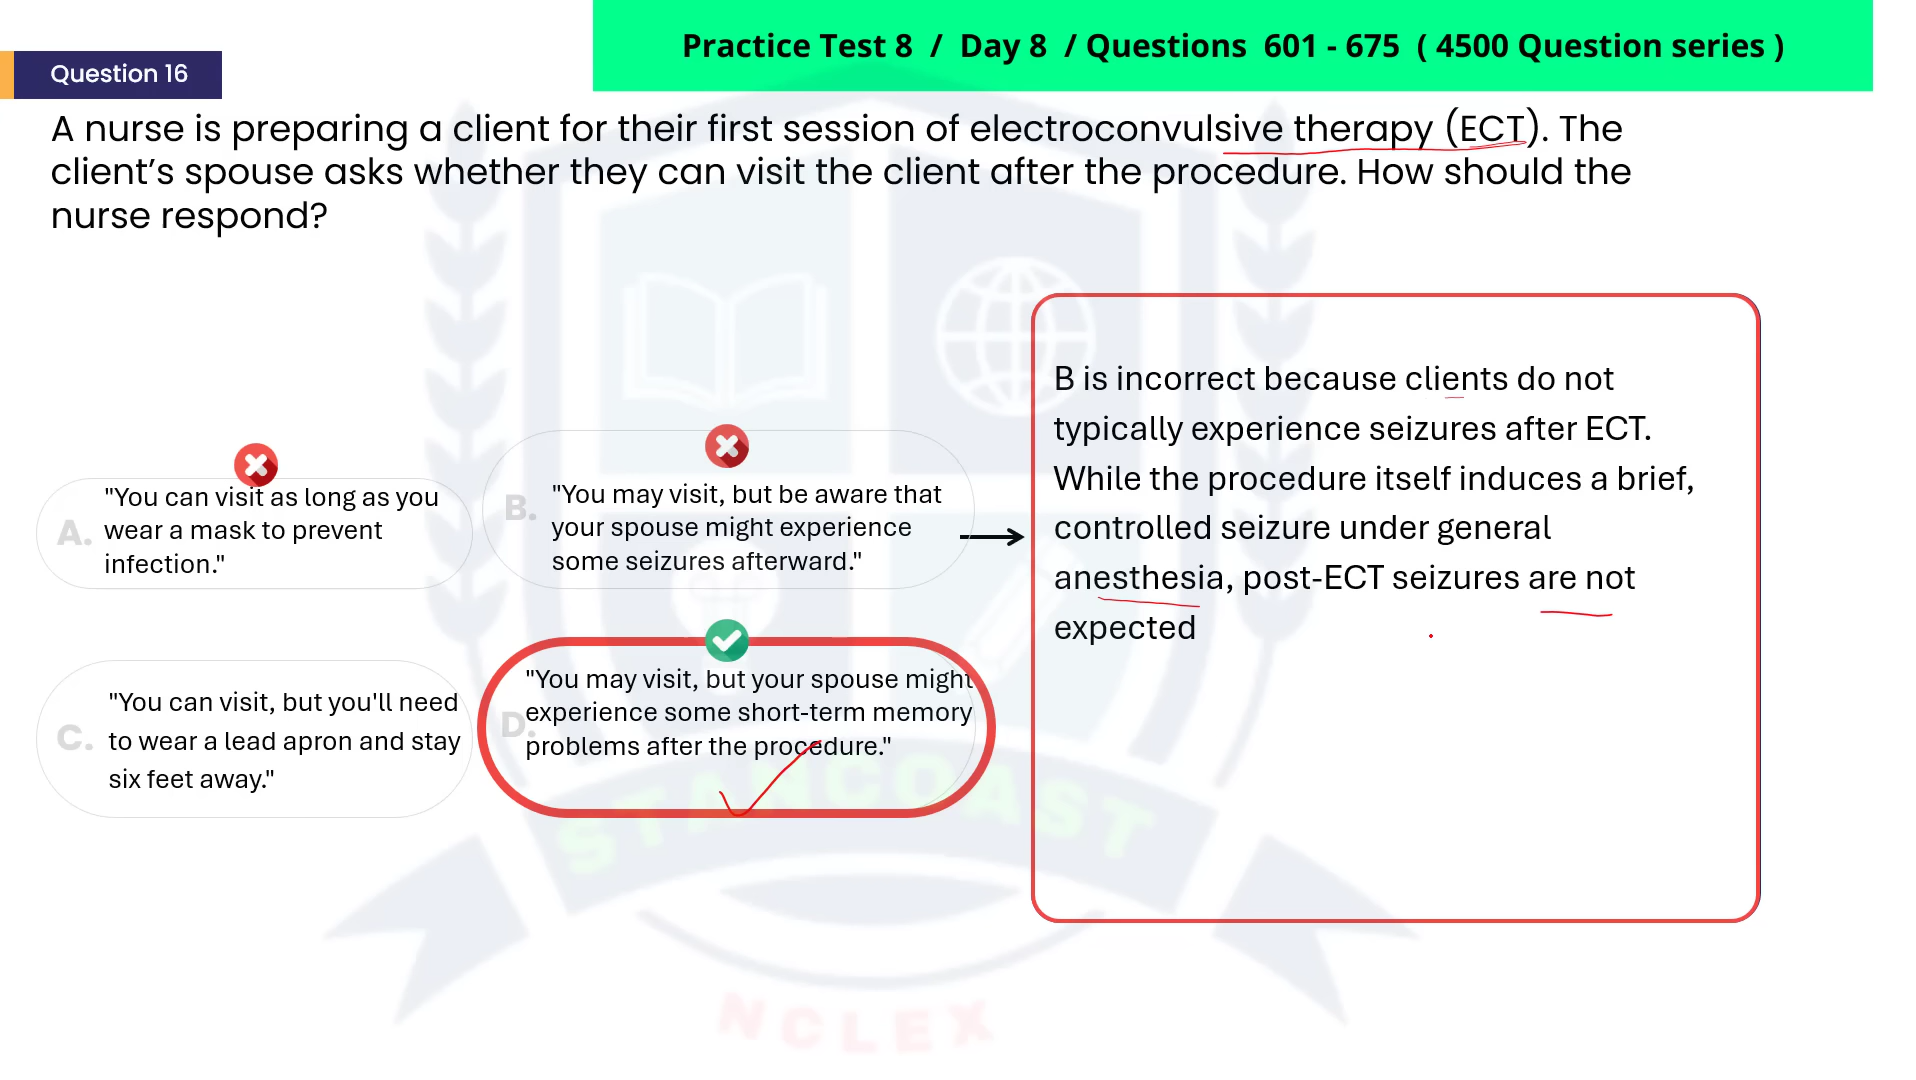 Practice Test 8 / Day 8 / Questions 601 - 675 ( 4500 Question series )
Question 16
A nurse is preparing a client for their first session of electroconvulsive therapy (ECT). The
client’s spouse asks whether they can visit the client after the procedure. How should the
nurse respond?
A.
"You can visit as long as you
wear a mask to prevent
infection."
B.
"You may visit, but be aware that
your spouse might experience
some seizures afterward."
C.
"You can visit, but you'll need
to wear a lead apron and stay
six feet away."
D.
"You may visit, but your spouse might
experience some short-term memory
problems after the procedure."
B is incorrect because clients do not
typically experience seizures after ECT.
While the procedure itself induces a brief,
controlled seizure under general
anesthesia, post-ECT seizures are not
expected
STANCOAST
NCLEX